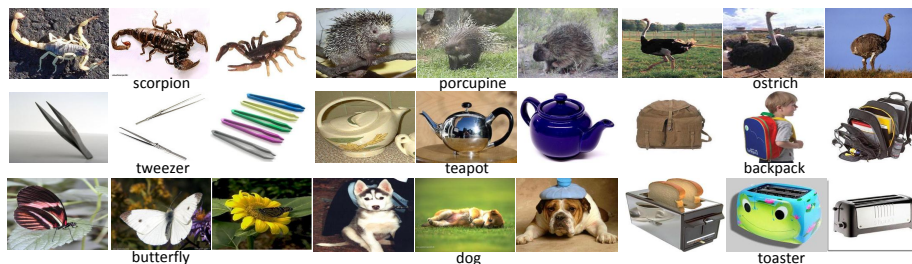 scorpion
porcupine
ostrich
tweezer
teapot
backpack
butterfly
dog
toaster